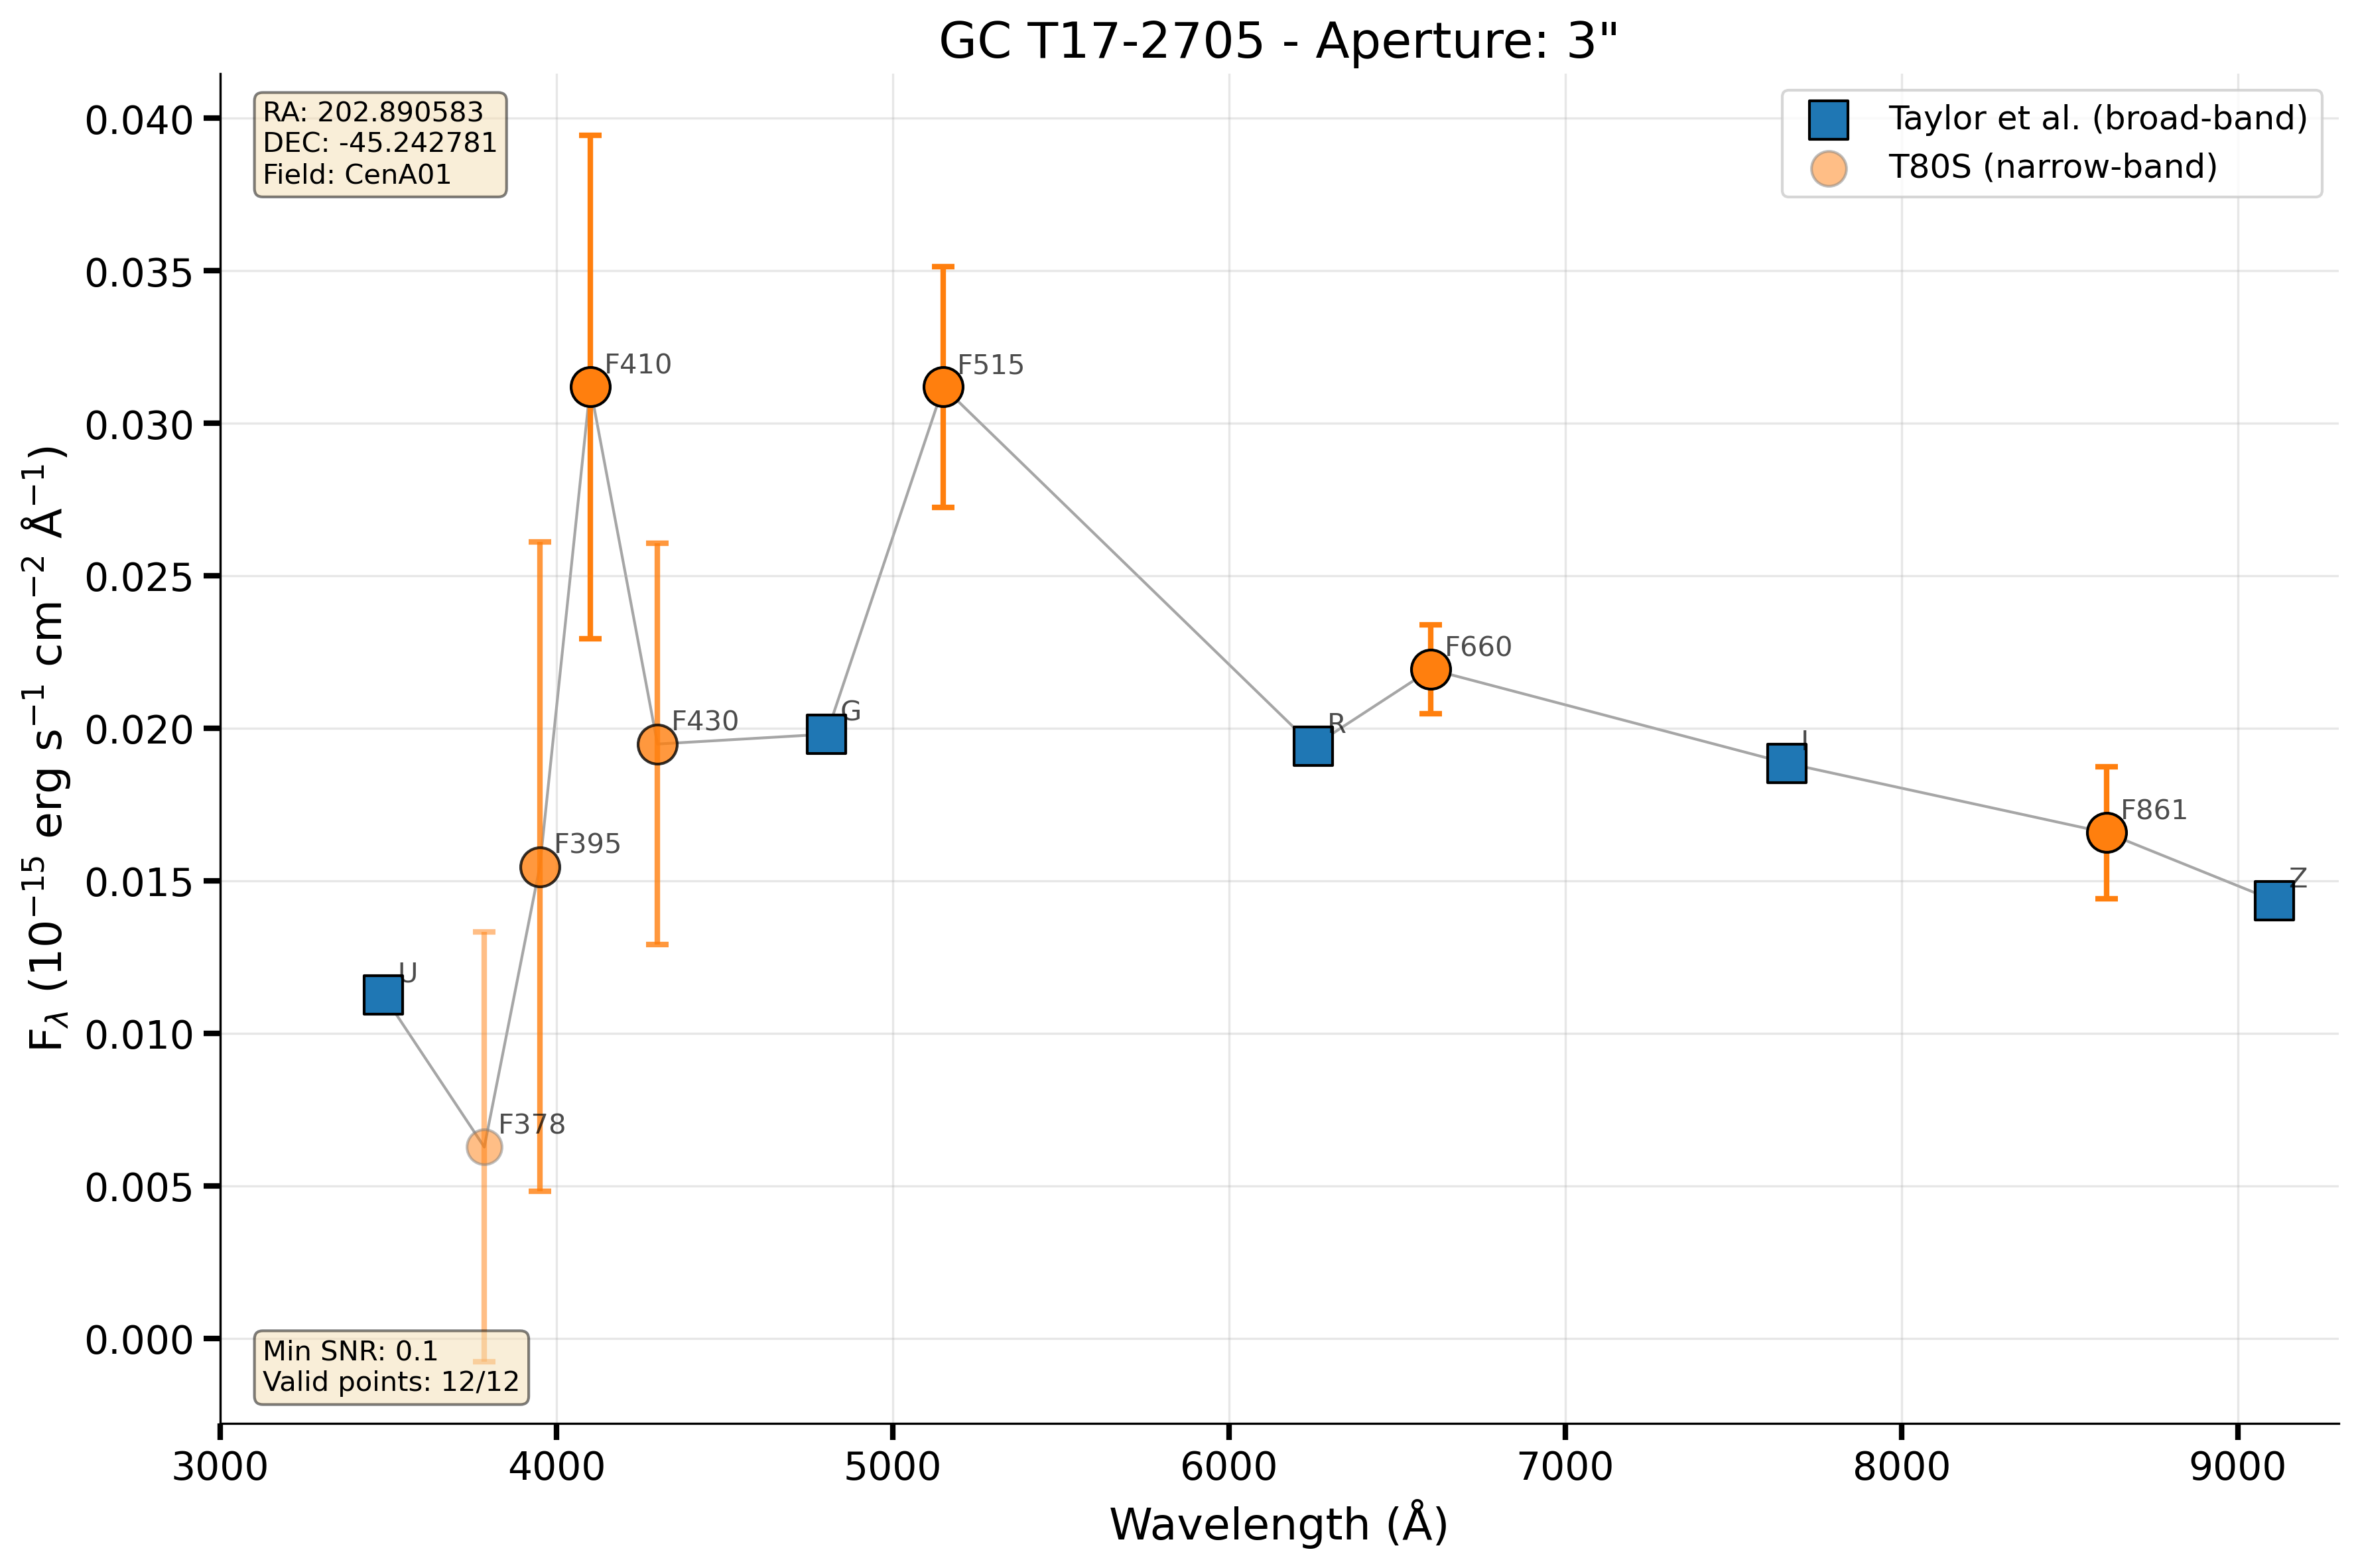 GC T17-2705 - Aperture: 3"
RA: 202.890583
DEC: -45.242781
Field: CenA01
Taylor et al. (broad-band)
T80S (narrow-band)
0.040
0.035
0.030
0.025
0.020
0.015
0.010
0.005
0.000
F$_{\lambda}$ (10$^{-15}$ erg s$^{-1}$ cm$^{-2}$ Å$^{-1}$)
U
F378
F395
F410
F430
G
F515
R
F660
I
F861
Z
Min SNR: 0.1
Valid points: 12/12
3000 4000 5000 6000 7000 8000 9000
Wavelength (Å)